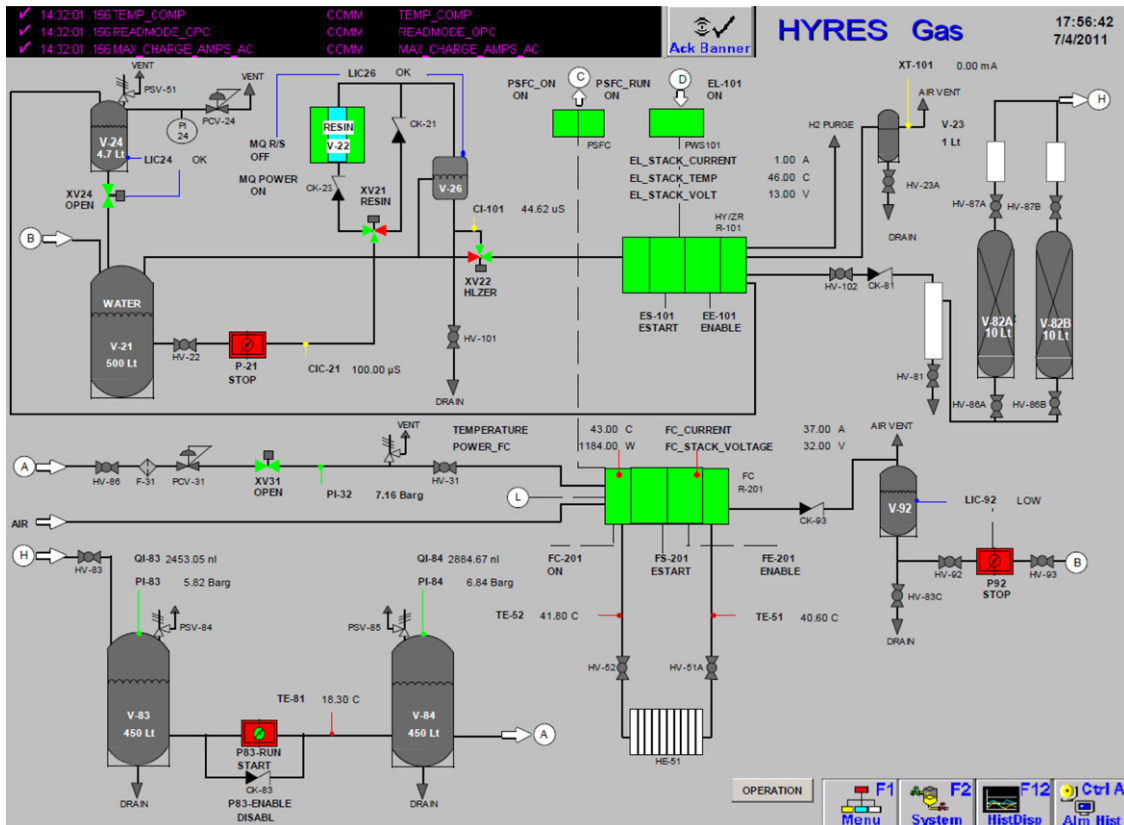 14:32:01 .156 TEMP_COMP COMM TEMP_COMP
14:32:01 .156 READMODE_OPC COMM READMODE_OPC
14:32:01 .156 MAX_CHARGE_AMPS_AC COMM MAX_CHARGE_AMPS_AC
Ack Banner
HYRES Gas
17:56:42
7/4/2011
VENT
PSV-51
VENT
PCV-24
PI
24
V-24
4.7 Lt
LIC24 OK
XV24
OPEN
B
WATER
V-21
500 Lt
HV-22
P-21
STOP
CIC-21 100.00 µS
LIC26 OK
RESIN
V-22
CK-21
MQ R/S
OFF
MQ POWER
ON
CK-23
XV21
RESIN
V-26
CI-101 44.62 uS
XV22
HLZER
HV-101
DRAIN
PSFC_ON
ON
C
PSFC_RUN
ON
D
EL-101
ON
PSFC
PWS101
EL_STACK_CURRENT 1.00 A
EL_STACK_TEMP 46.00 C
EL_STACK_VOLT 13.00 V
HY/ZR
R-101
ES-101
ESTART
EE-101
ENABLE
H2 PURGE
XT-101 0.00 mA
AIR VENT
V-23
1 Lt
HV-23A
DRAIN
H
HV-87A
HV-87B
HV-102
CK-81
V-82A
10 Lt
V-82B
10 Lt
HV-81
HV-86A
HV-86B
DRAIN
A
HV-86
F-31
PCV-31
XV31
OPEN
PI-32 7.16 Barg
VENT
HV-31
AIR
TEMPERATURE 43.00 C
POWER_FC 1184.00 W
FC_CURRENT 37.00 A
FC_STACK_VOLTAGE 32.00 V
L
FC
R-201
FC-201
ON
FS-201
ESTART
FE-201
ENABLE
CK-93
AIR VENT
V-92
LIC-92 LOW
HV-92
P92
STOP
HV-93
B
HV-83C
DRAIN
TE-52 41.80 C
TE-51 40.60 C
HV-52
HV-51A
HE-51
H
HV-83
QI-83 2453.05 nl
PI-83 5.82 Barg
PSV-84
QI-84 2884.67 nl
PI-84 6.84 Barg
PSV-85
V-83
450 Lt
DRAIN
TE-81 18.30 C
P83-RUN
START
CK-83
P83-ENABLE
DISABL
V-84
450 Lt
A
DRAIN
OPERATION
F1
Menu
F2
System
F12
HistDisp
Ctrl A
Alm Hist